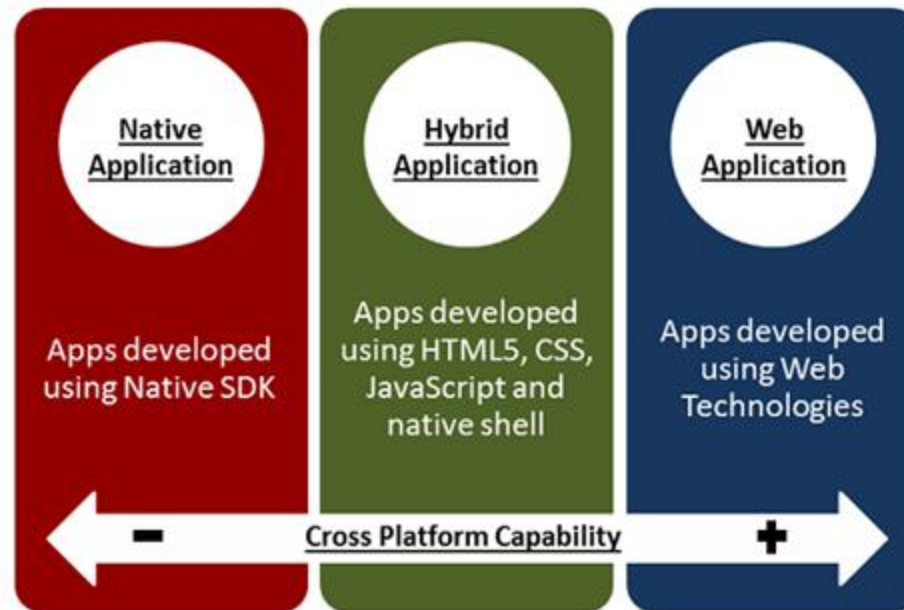 Native
Application
Apps developed
using Native SDK
Hybrid
Application
Apps developed
using HTML5, CSS,
JavaScript and
native shell
Web
Application
Apps developed
using Web
Technologies
- Cross Platform Capability +